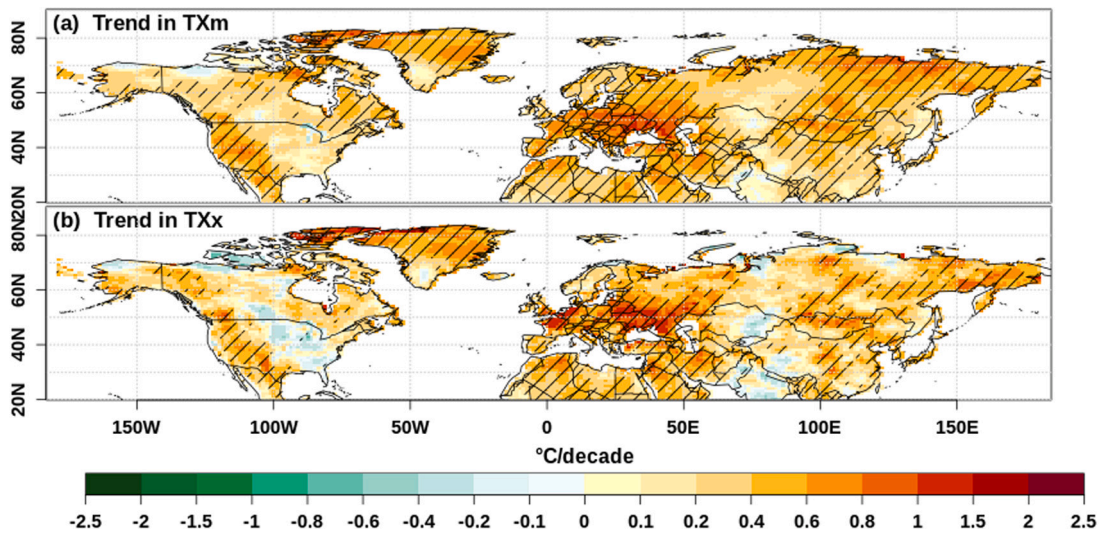 (a) Trend in TXm
80N
60N
40N
20N
(b) Trend in TXx
80N
60N
40N
20N
150W 100W 50W 0 50E 100E 150E
°C/decade
-2.5 -2 -1.5 -1 -0.8 -0.6 -0.4 -0.2 -0.1 0 0.1 0.2 0.4 0.6 0.8 1 1.5 2 2.5